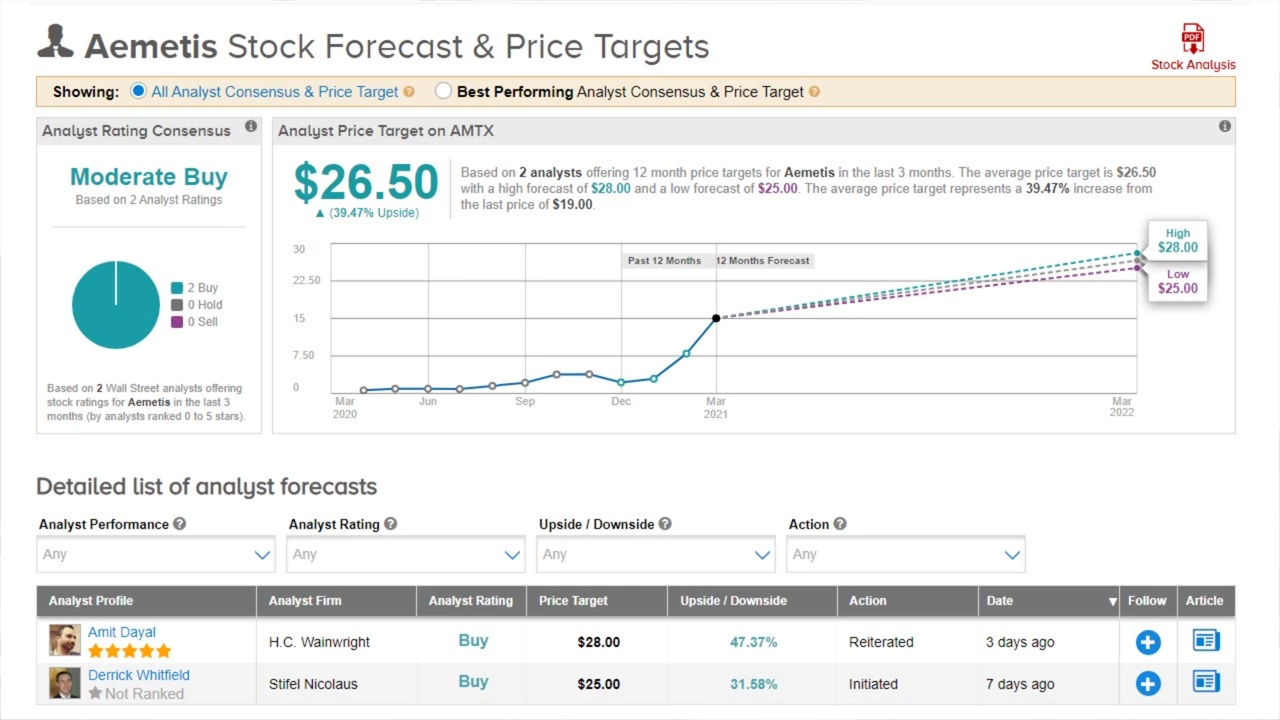 Aemetis Stock Forecast & Price Targets
PDF
Stock Analysis
Showing: All Analyst Consensus & Price Target ? Best Performing Analyst Consensus & Price Target ?
Analyst Rating Consensus i
Moderate Buy
Based on 2 Analyst Ratings
2 Buy
0 Hold
0 Sell
Based on 2 Wall Street analysts offering
stock ratings for Aemetis in the last 3
months (by analysts ranked 0 to 5 stars).
Analyst Price Target on AMTX i
$26.50
▲ (39.47% Upside)
Based on 2 analysts offering 12 month price targets for Aemetis in the last 3 months. The average price target is $26.50
with a high forecast of $28.00 and a low forecast of $25.00. The average price target represents a 39.47% increase from
the last price of $19.00.
30
22.50
15
7.50
0
Past 12 Months 12 Months Forecast
High
$28.00
Low
$25.00
Mar Jun Sep Dec Mar Mar
2020 2021 2022
Detailed list of analyst forecasts
Analyst Performance ? Analyst Rating ? Upside / Downside ? Action ?
Any Any Any Any
Analyst Profile Analyst Firm Analyst Rating Price Target Upside / Downside Action Date ▼ Follow Article
Amit Dayal H.C. Wainwright Buy $28.00 47.37% Reiterated 3 days ago
Derrick Whitfield Stifel Nicolaus Buy $25.00 31.58% Initiated 7 days ago
Not Ranked